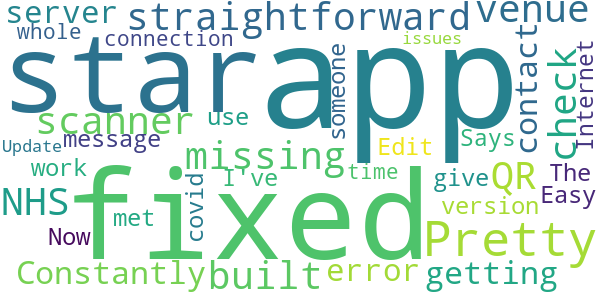 server
straightforward
venue
whole
connection
issues
star
app
someone
contact
check
Internet
scanner
use
Update
message
missing
Edit
Says
work
I've
time
give
QR
The
NHS
fixed
covid
met
version
Easy
Now
Pretty
Constantly
built
error
getting